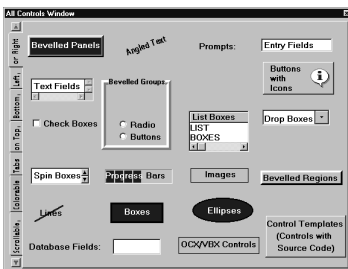 All Controls Window
Bevelled Panels
Angled Text
Prompts:
Entry Fields
Text Fields
Bevelled Groups
Radio
Buttons
Buttons
with
Icons
Check Boxes
List Boxes
LIST
BOXES
Drop Boxes
Spin Boxes
Progress Bars
Images
Bevelled Regions
Lines
Boxes
Ellipses
Control Templates
(Controls with
Source Code)
Database Fields:
OCX/VBX Controls
Scrollable,
Colorable
Tabs
on Top,
Bottom,
Left,
or Right